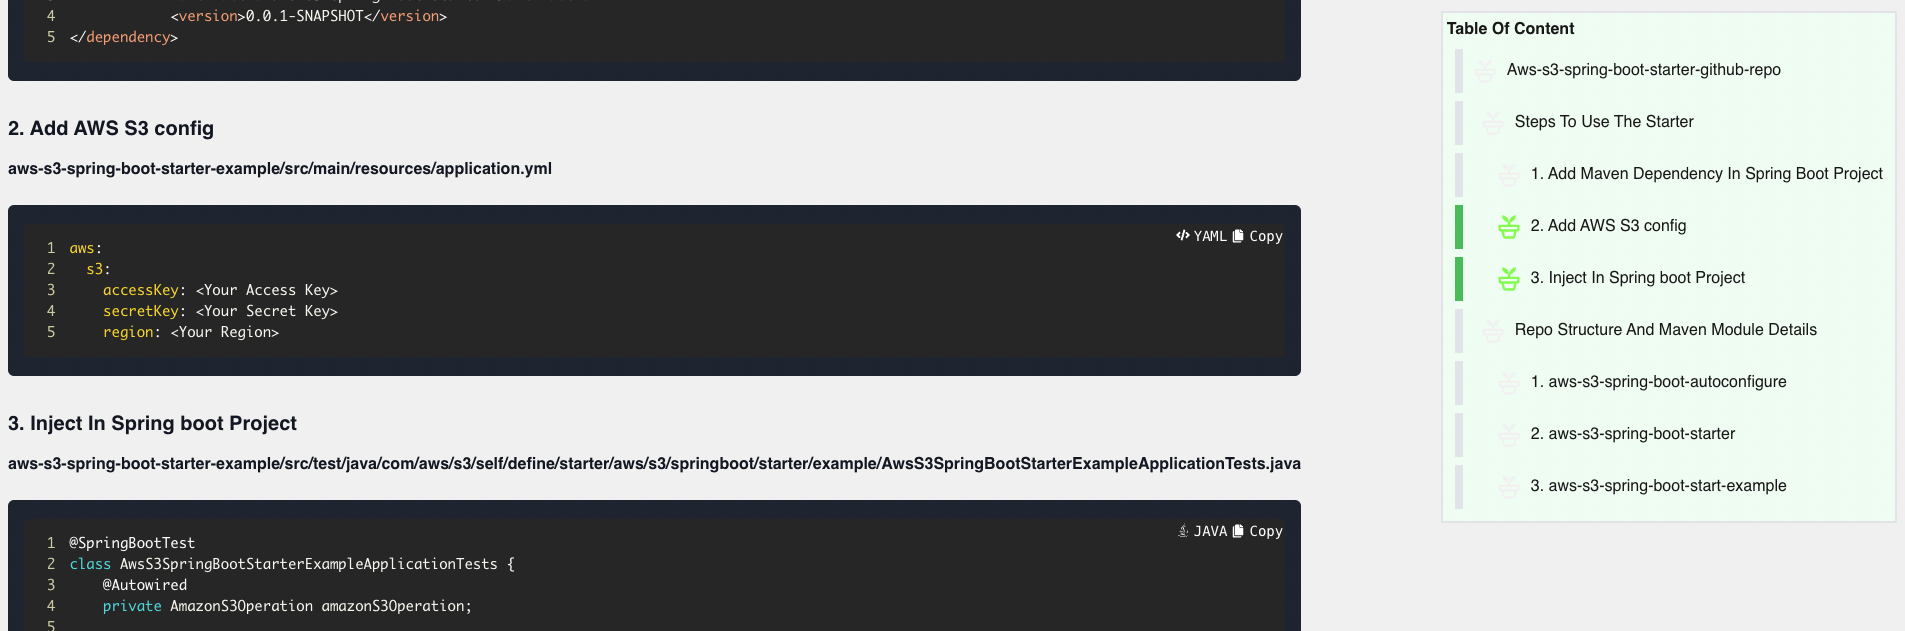 4 <version>0.0.1-SNAPSHOT</version>
5 </dependency>
2. Add AWS S3 config
aws-s3-spring-boot-starter-example/src/main/resources/application.yml
YAML Copy
1 aws:
2 s3:
3 accessKey: <Your Access Key>
4 secretKey: <Your Secret Key>
5 region: <Your Region>
3. Inject In Spring boot Project
aws-s3-spring-boot-starter-example/src/test/java/com/aws/s3/self/define/starter/aws/s3/springboot/starter/example/AwsS3SpringBootStarterExampleApplicationTests.java
JAVA Copy
1 @SpringBootTest
2 class AwsS3SpringBootStarterExampleApplicationTests {
3 @Autowired
4 private AmazonS3Operation amazonS3Operation;
5
Table Of Content
Aws-s3-spring-boot-starter-github-repo
Steps To Use The Starter
1. Add Maven Dependency In Spring Boot Project
2. Add AWS S3 config
3. Inject In Spring boot Project
Repo Structure And Maven Module Details
1. aws-s3-spring-boot-autoconfigure
2. aws-s3-spring-boot-starter
3. aws-s3-spring-boot-start-example